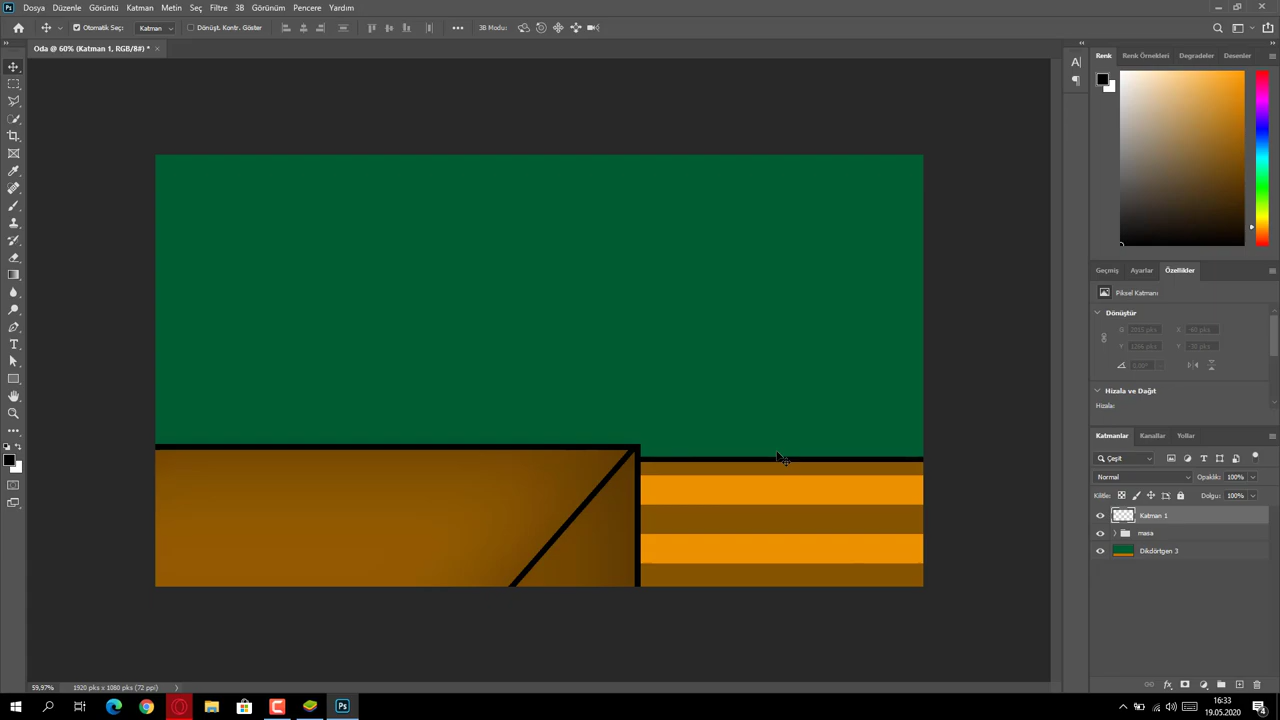 Ps Dosya Düzenle Görüntü Katman Metin Seç Filtre 3B Görünüm Pencere Yardım
Otomatik Seç: Katman Dönüşt. Kontr. Göster 3B Modu:
Oda @ 60% (Katman 1, RGB/8#) *
Renk Renk Örnekleri Degradeler Desenler
Geçmiş Ayarlar Özellikler
Piksel Katmanı
Dönüştür
Hizala ve Dağıt
Hizala:
Katmanlar Kanallar Yollar
Çeşit
Normal Opaklık: 100%
Kilitle: Dolgu: 100%
Katman 1
masa
Dikdörtgen 3
59,97% 1920 pks x 1080 pks (72 ppi)
Ps
16:33
19.05.2020
4